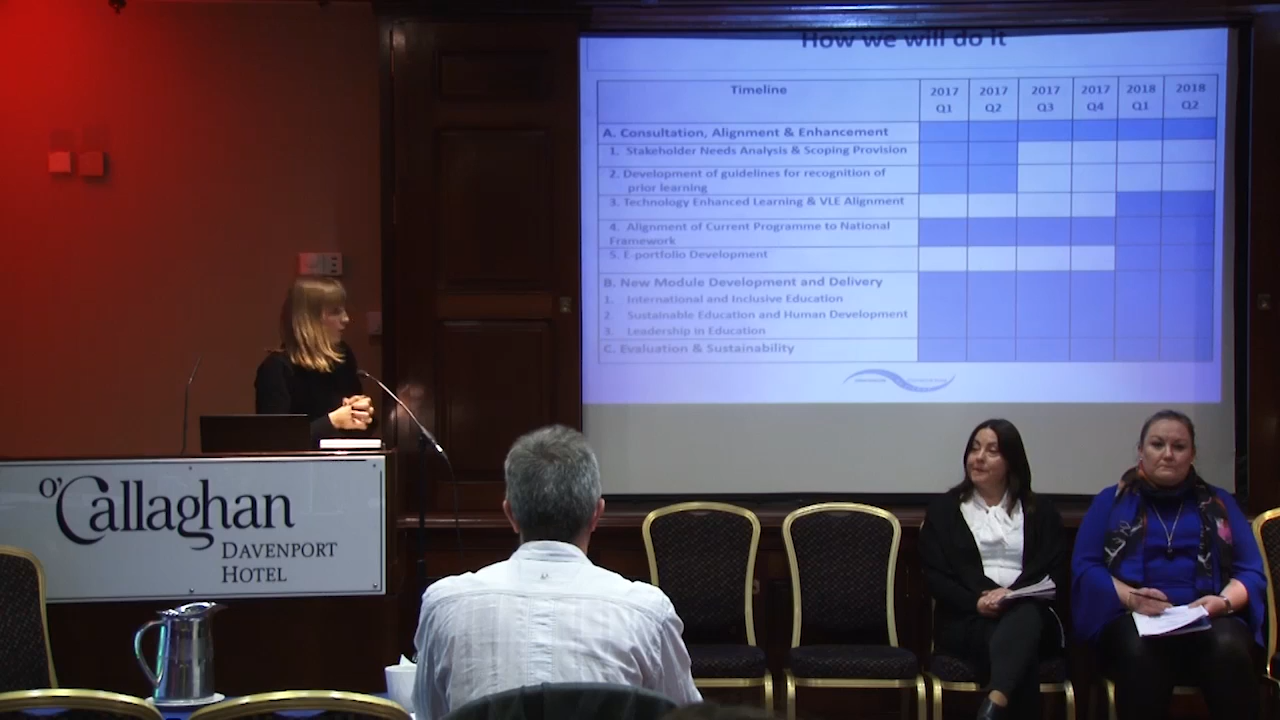 How we will do it
Timeline
2017 Q1
2017 Q2
2017 Q3
2017 Q4
2018 Q1
2018 Q2
A. Consultation, Alignment & Enhancement
1. Stakeholder Needs Analysis & Scoping Provision
2. Development of guidelines for recognition of
prior learning
3. Technology Enhanced Learning & VLE Alignment
4. Alignment of Current Programme to National
Framework
5. E-portfolio Development
B. New Module Development and Delivery
1. International and Inclusive Education
2. Sustainable Education and Human Development
3. Leadership in Education
C. Evaluation & Sustainability
O'Callaghan
DAVENPORT
HOTEL